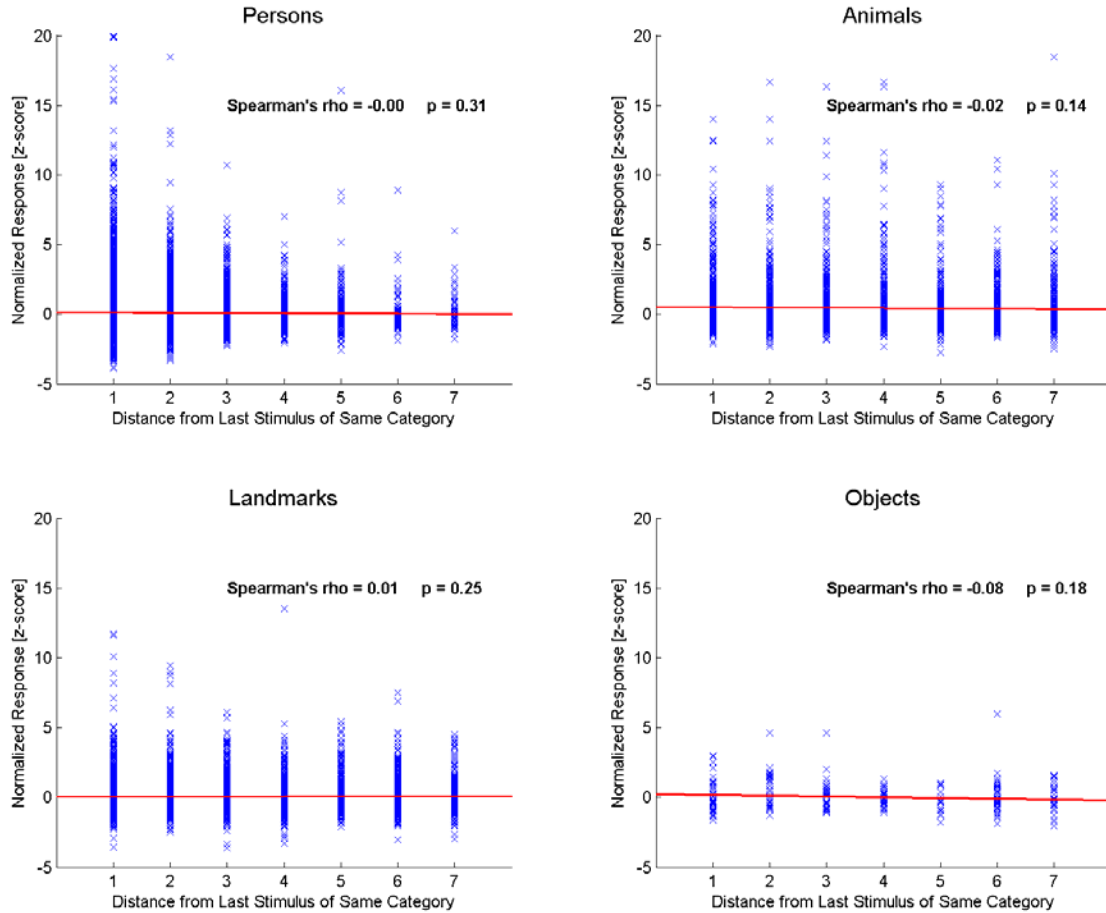 Persons
20
15
10
5
0
-5
Normalized Response [z-score]
Spearman's rho = -0.00 p = 0.31
1 2 3 4 5 6 7
Distance from Last Stimulus of Same Category
Animals
20
15
10
5
0
-5
Normalized Response [z-score]
Spearman's rho = -0.02 p = 0.14
1 2 3 4 5 6 7
Distance from Last Stimulus of Same Category
Landmarks
20
15
10
5
0
-5
Normalized Response [z-score]
Spearman's rho = 0.01 p = 0.25
1 2 3 4 5 6 7
Distance from Last Stimulus of Same Category
Objects
20
15
10
5
0
-5
Normalized Response [z-score]
Spearman's rho = -0.08 p = 0.18
1 2 3 4 5 6 7
Distance from Last Stimulus of Same Category